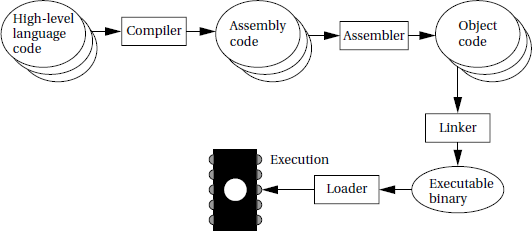 High-level
language
code
Compiler
Assembly
code
Assembler
Object
code
Linker
Execution
Loader
Executable
binary